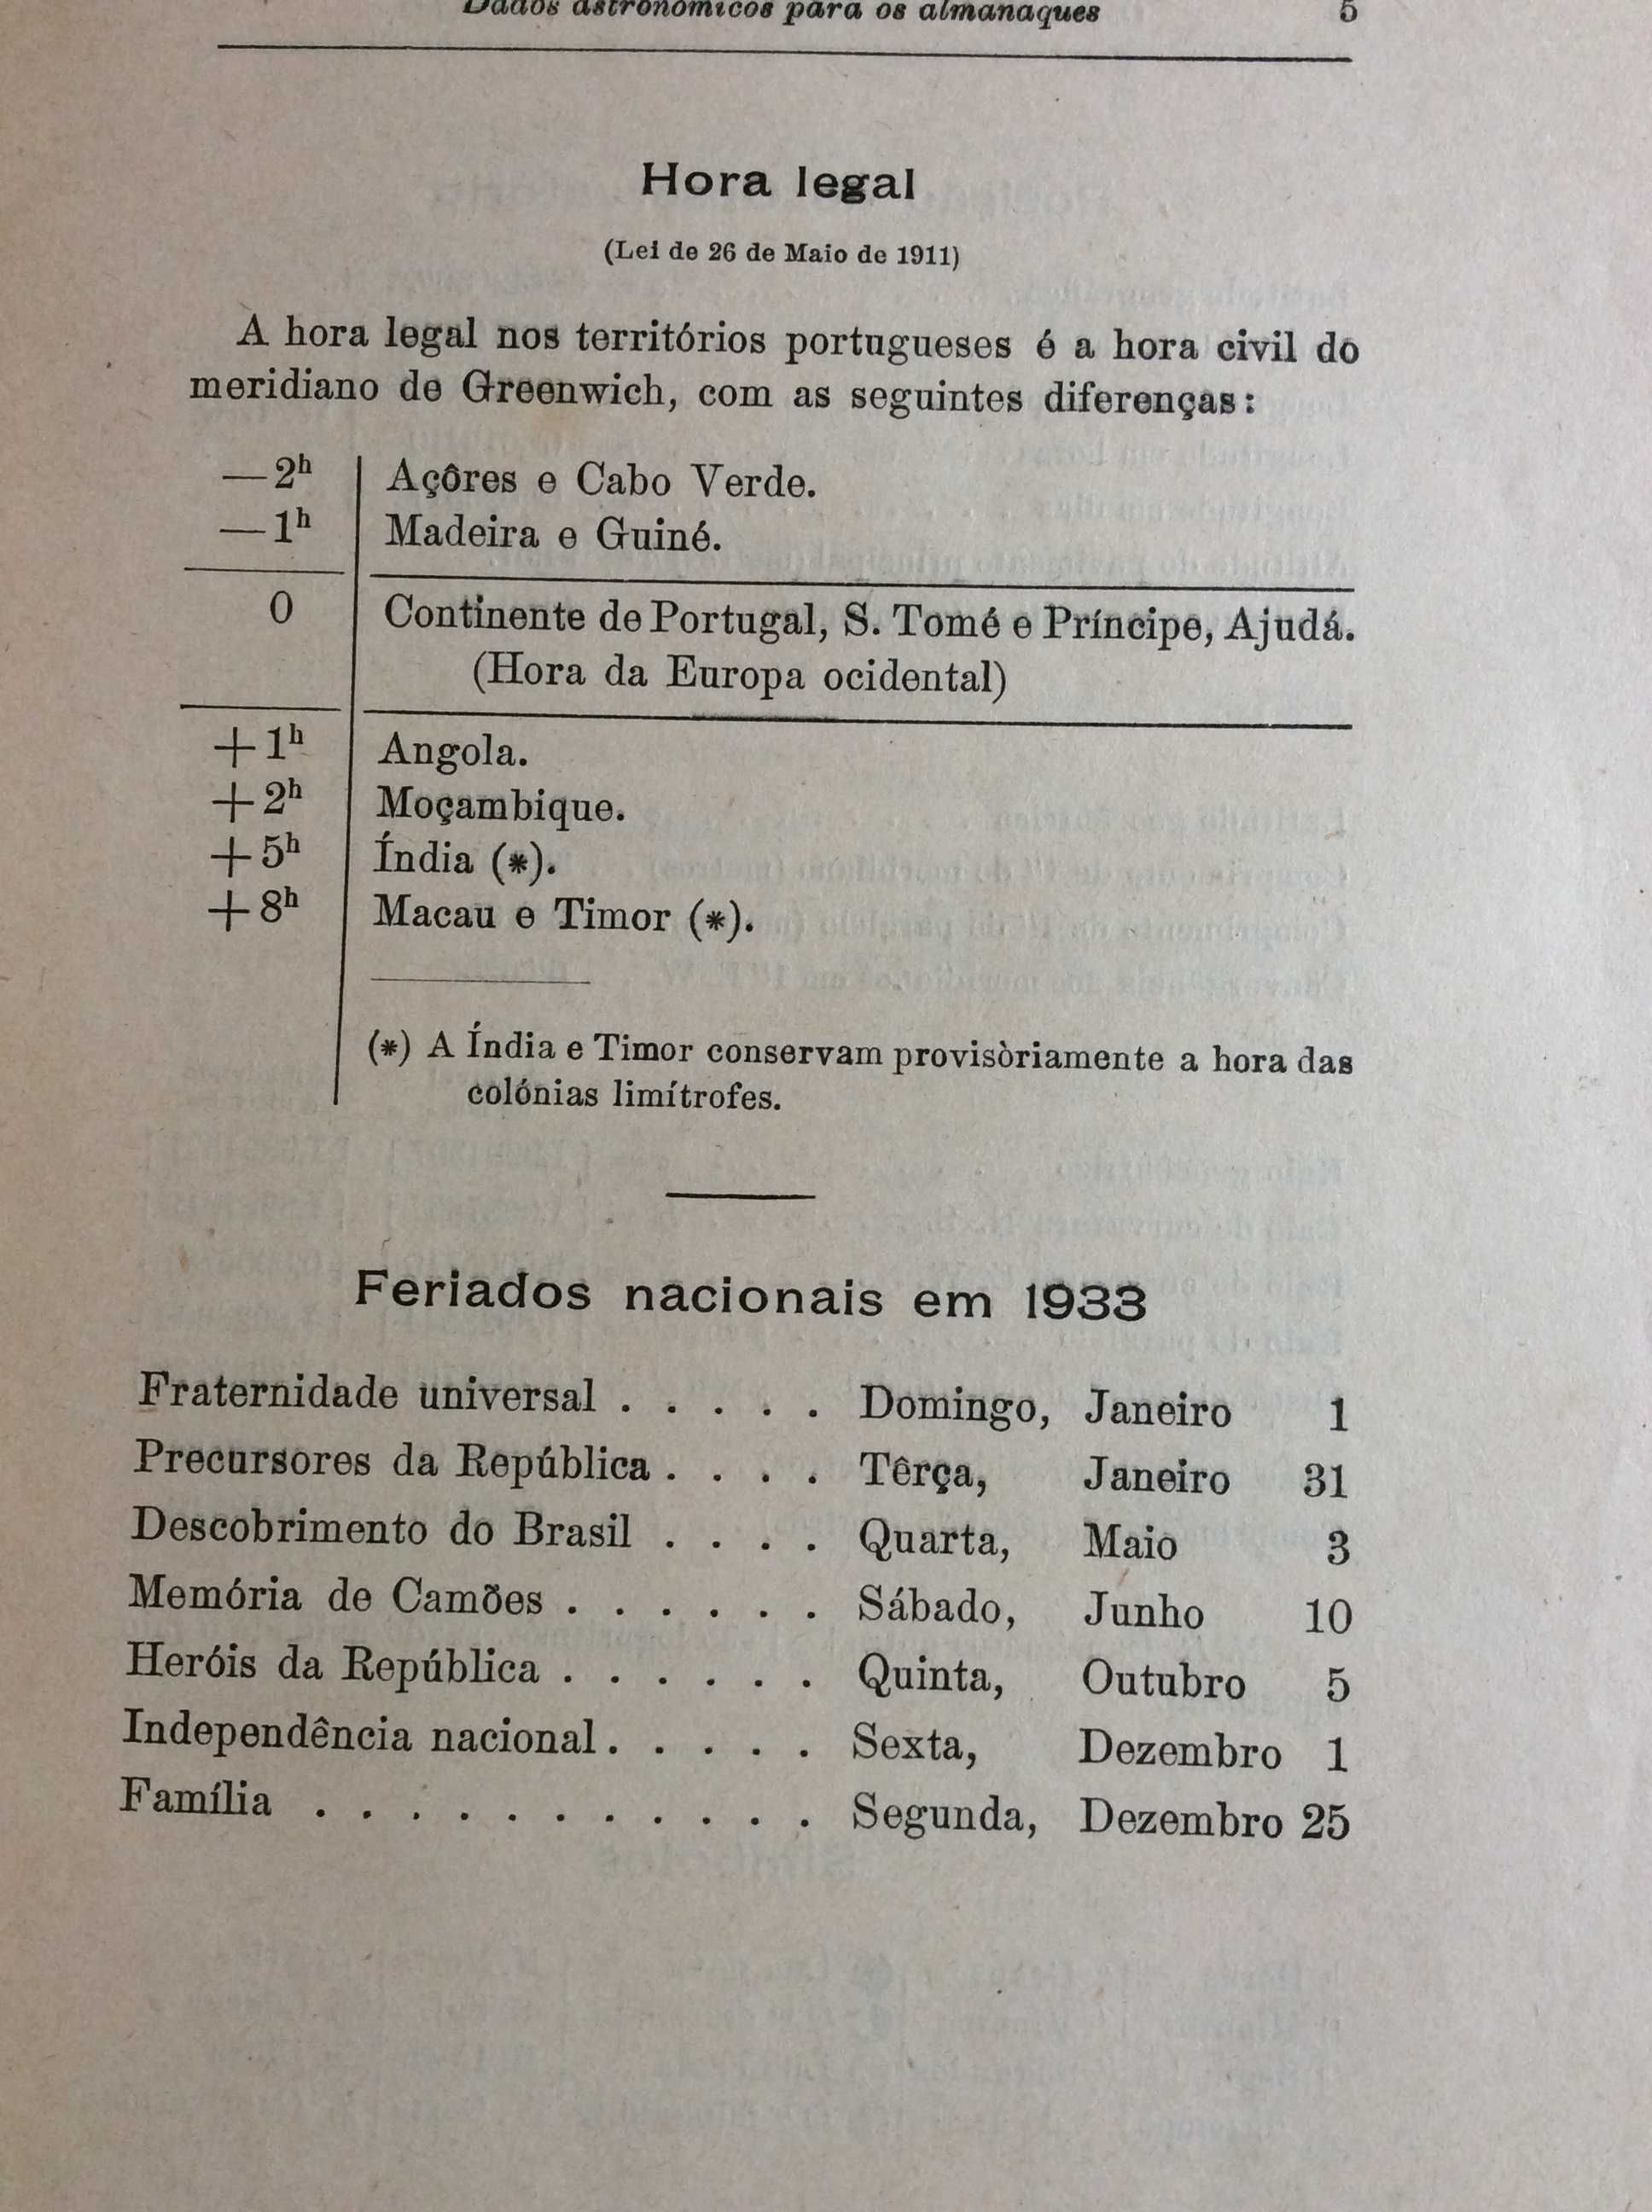 Dados astronómicos para os almanaques 5
Hora legal
(Lei de 26 de Maio de 1911)
A hora legal nos territórios portugueses é a hora civil do
meridiano de Greenwich, com as seguintes diferenças:
—2h Açôres e Cabo Verde.
—1h Madeira e Guiné.
0 Continente de Portugal, S. Tomé e Príncipe, Ajudá.
(Hora da Europa ocidental)
+1h Angola.
+2h Moçambique.
+5h Índia (*).
+8h Macau e Timor (*).
(*) A Índia e Timor conservam provisòriamente a hora das
colónias limítrofes.
Feriados nacionais em 1933
Fraternidade universal . . . . . Domingo, Janeiro 1
Precursores da República . . . . Têrça, Janeiro 31
Descobrimento do Brasil . . . . Quarta, Maio 3
Memória de Camões . . . . . . Sábado, Junho 10
Heróis da República . . . . . . Quinta, Outubro 5
Independência nacional . . . . . Sexta, Dezembro 1
Família . . . . . . . . . . . Segunda, Dezembro 25